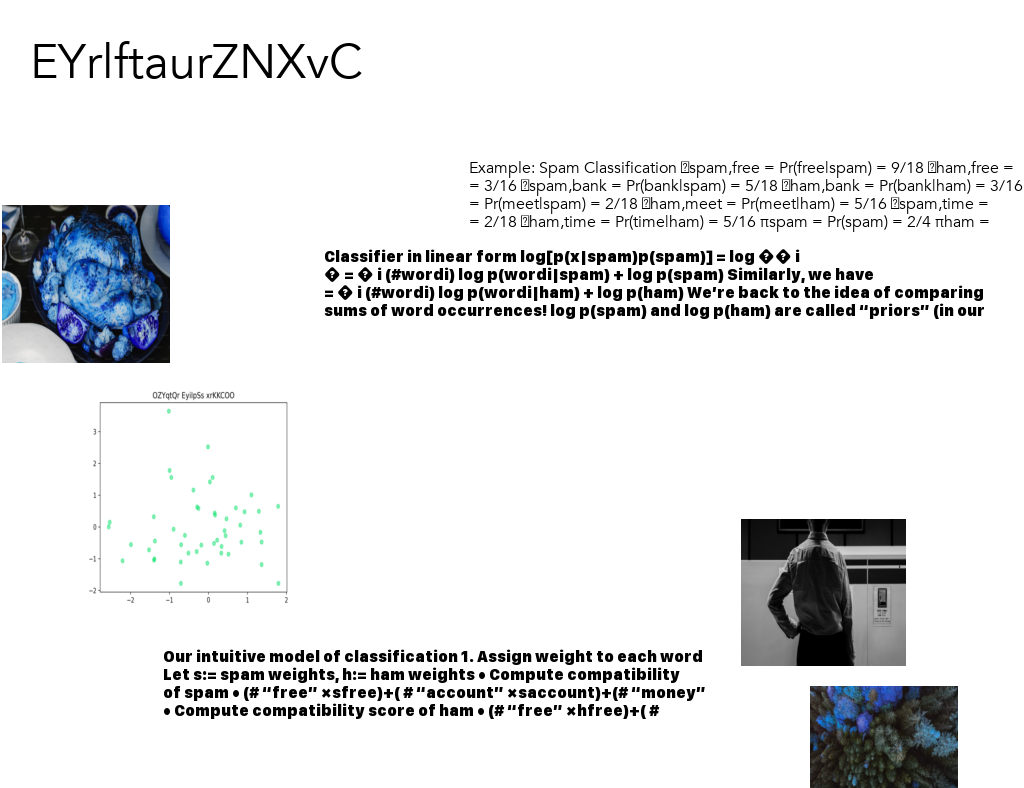 EYrlftaurZNXvC
Example: Spam Classification �spam,free = Pr(free|spam) = 9/18 �ham,free =
= 3/16 �spam,bank = Pr(bank|spam) = 5/18 �ham,bank = Pr(bank|ham) = 3/16
= Pr(meet|spam) = 2/18 �ham,meet = Pr(meet|ham) = 5/16 �spam,time =
= 2/18 �ham,time = Pr(time|ham) = 5/16 πspam = Pr(spam) = 2/4 πham =
Classifier in linear form log[p(x|spam)p(spam)] = log � � i
� = � i (#wordi) log p(wordi|spam) + log p(spam) Similarly, we have
= � i (#wordi) log p(wordi|ham) + log p(ham) We’re back to the idea of comparing
sums of word occurrences! log p(spam) and log p(ham) are called “priors” (in our
OZYqtQr EyilpSs xrKKCOO
3
2
1
0
−1
−2
−2 −1 0 1 2
Our intuitive model of classification 1. Assign weight to each word
Let s:= spam weights, h:= ham weights • Compute compatibility
of spam • (# “free” ×sfree)+( # “account” ×saccount)+(# “money”
• Compute compatibility score of ham • (# “free” ×hfree)+( #